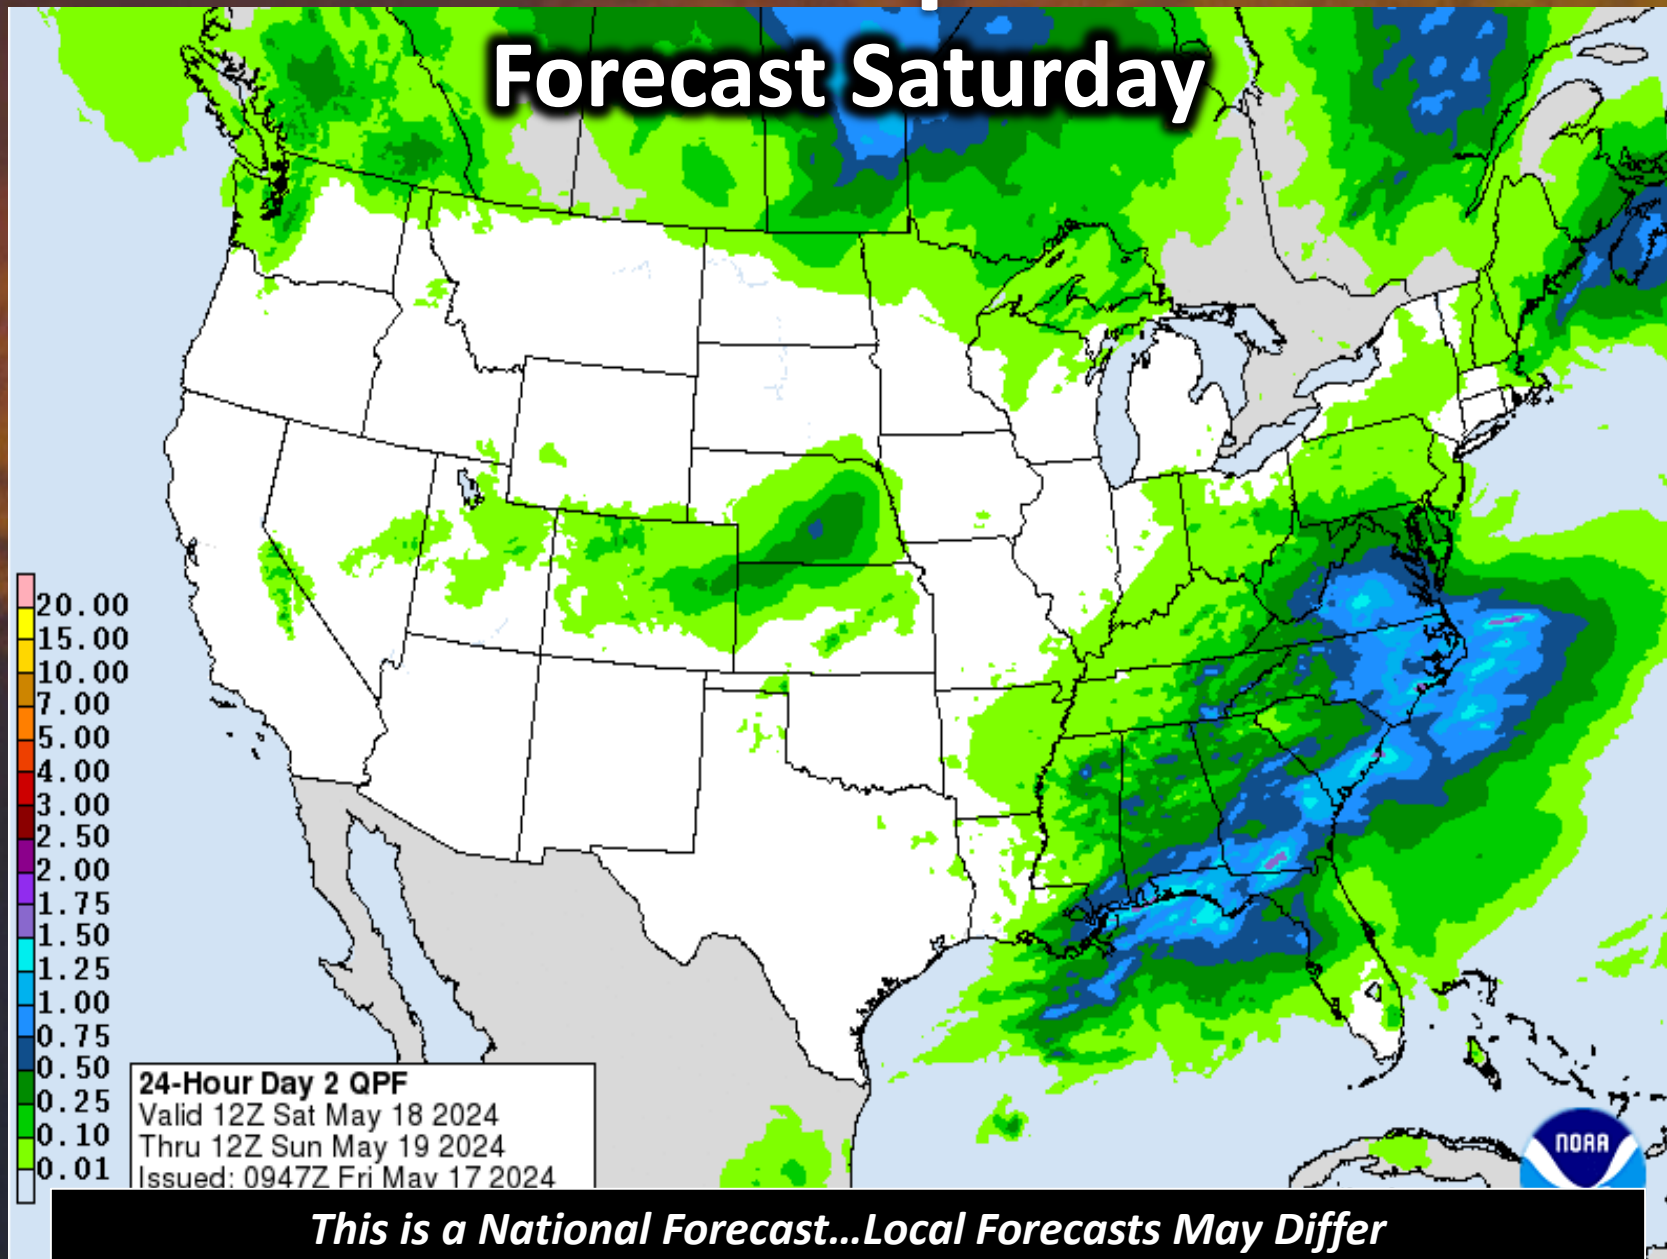 Forecast Saturday
20.00
15.00
10.00
7.00
5.00
4.00
3.00
2.50
2.00
1.75
1.50
1.25
1.00
0.75
0.50
0.25
0.10
0.01
24-Hour Day 2 QPF
Valid 12Z Sat May 18 2024
Thru 12Z Sun May 19 2024
Issued: 0947Z Fri May 17 2024
NOAA
This is a National Forecast...Local Forecasts May Differ